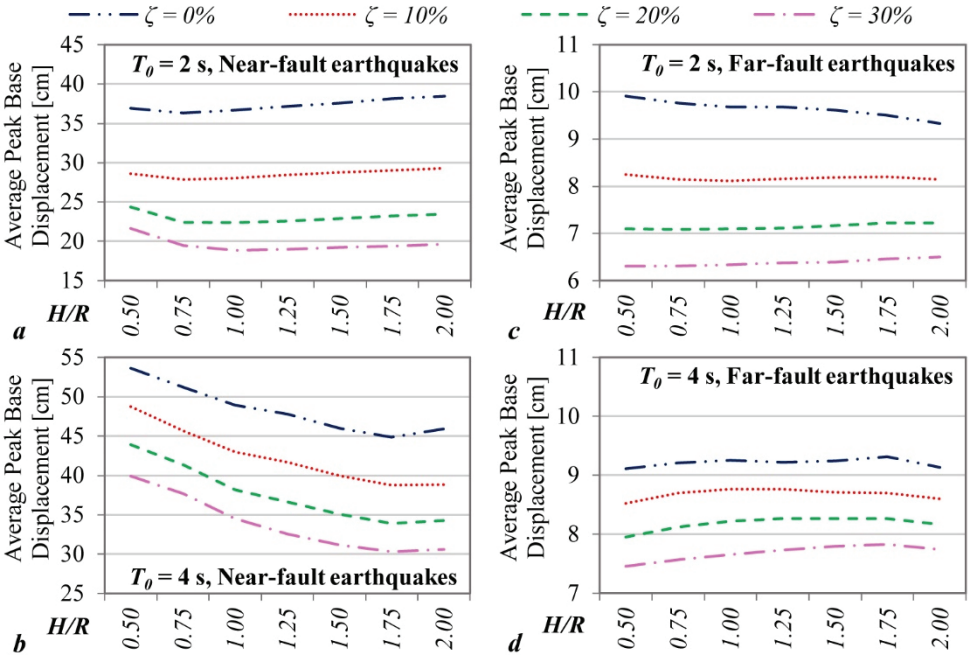 ζ = 0% ζ = 10% ζ = 20% ζ = 30%
Average Peak Base
Displacement [cm]
45
40
35
30
25
20
15
T0 = 2 s, Near-fault earthquakes
H/R
0.50 0.75 1.00 1.25 1.50 1.75 2.00
a
Average Peak Base
Displacement [cm]
11
10
9
8
7
6
T0 = 2 s, Far-fault earthquakes
H/R
0.50 0.75 1.00 1.25 1.50 1.75 2.00
c
Average Peak Base
Displacement [cm]
55
50
45
40
35
30
25
T0 = 4 s, Near-fault earthquakes
H/R
0.50 0.75 1.00 1.25 1.50 1.75 2.00
b
Average Peak Base
Displacement [cm]
11
10
9
8
7
T0 = 4 s, Far-fault earthquakes
H/R
0.50 0.75 1.00 1.25 1.50 1.75 2.00
d